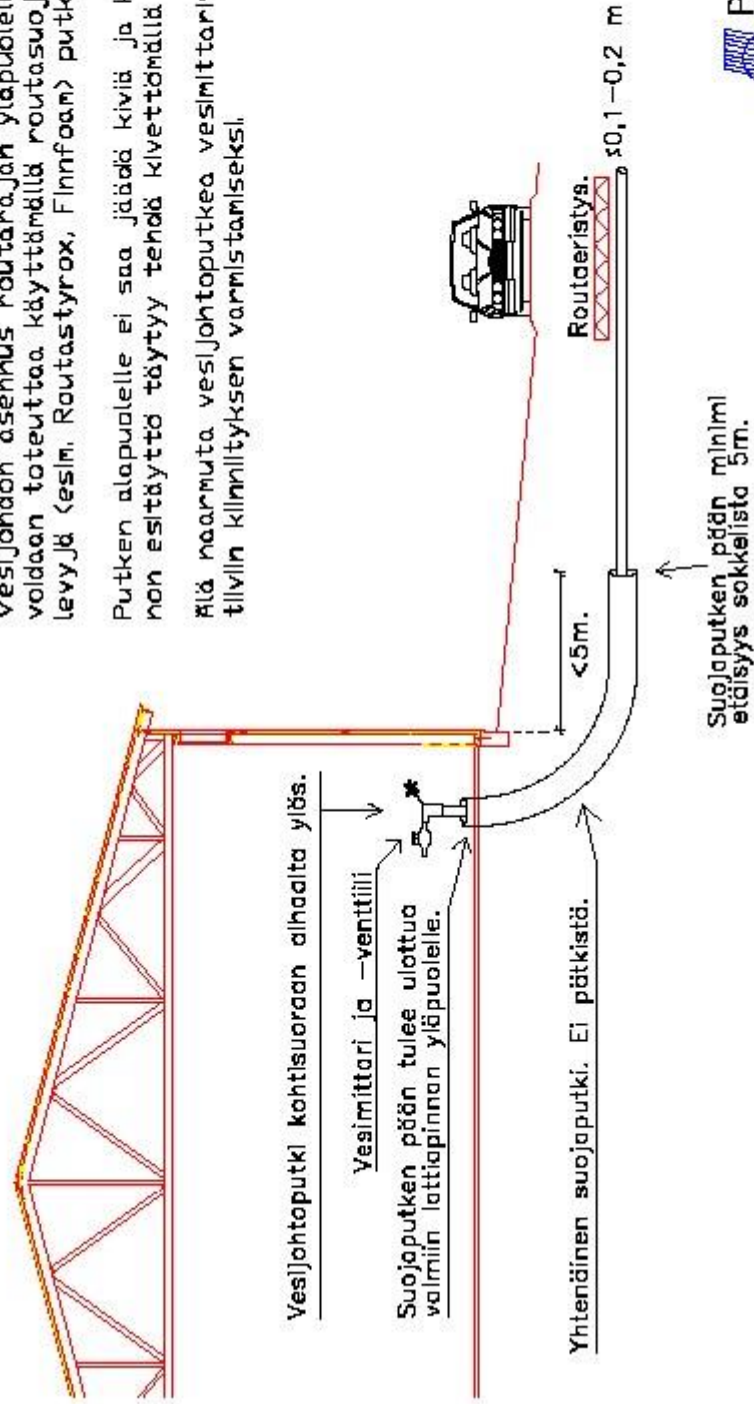 vesijohdon asennus routarajan yläpuolel
voidaan toteuttaa käyttämällä routasuoj
levyjä (esim. Routastyrox, Finnfoam) putk
Putken alapuolelle ei saa jäädä kiviä ja
non esitäyttö täytyy tehdä kivettömällä
Älä naarmuta vesijohtoputkea vesimittari
tiiviin kiinnityksen varmistamiseksi.
Vesijohtoputki kohtisuoraan alhaalta ylös.
Vesimittari ja -venttiili
Suojaputken pään tulee ulottua
valmiin lattiapinnan yläpuolelle.
Yhtenäinen suojaputki. Ei pätkistä.
<5m.
Routaeristys.
≤0,1-0,2 m
Suojaputken pään minimi
etäisyys sokkelista 5m.
P